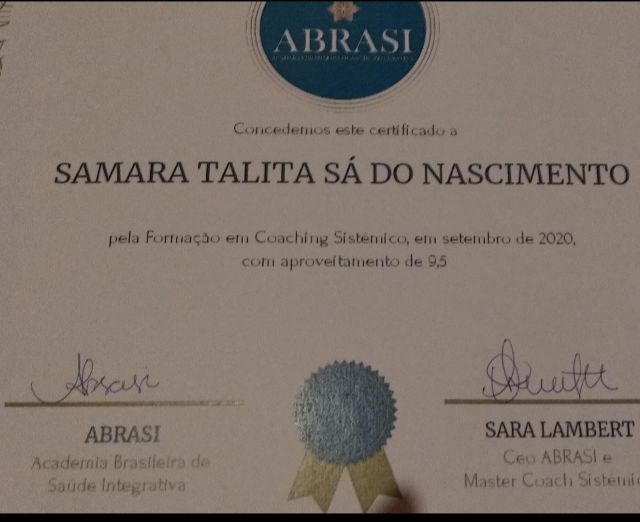 ABRASI
Concedemos este certificado a
SAMARA TALITA SÁ DO NASCIMENTO
pela Formação em Coaching Sistêmico, em setembro de 2020,
com aproveitamento de 9,5
Abrasi
ABRASI
Academia Brasileira de
Saúde Integrativa
SARA LAMBERT
Ceo ABRASI e
Master Coach Sistêmic